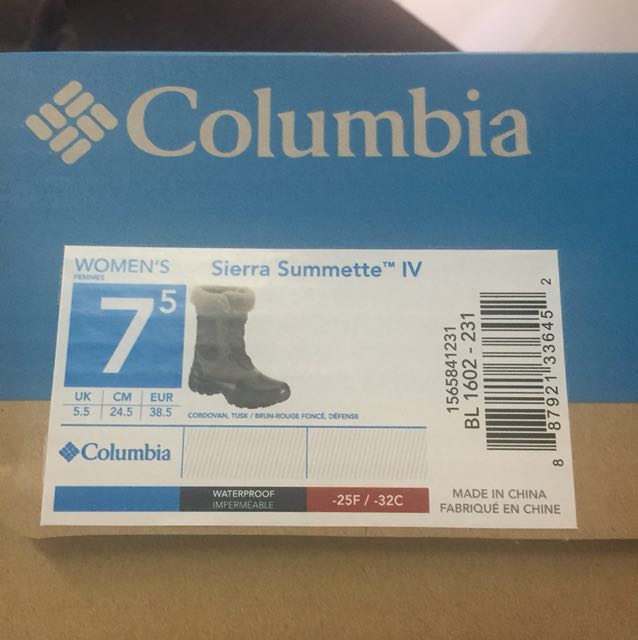 Columbia
WOMEN'S
FEMMES
Sierra Summette™ IV
7⁵
UK CM EUR
5.5 24.5 38.5
CORDOVAN, TUSK / BRUN-ROUGE FONCÉ, DÉFENSE
Columbia
WATERPROOF
IMPERMÉABLE
-25F / -32C
1565841231
BL 1602 - 231
8 87921 33645 2
MADE IN CHINA
FABRIQUÉ EN CHINE